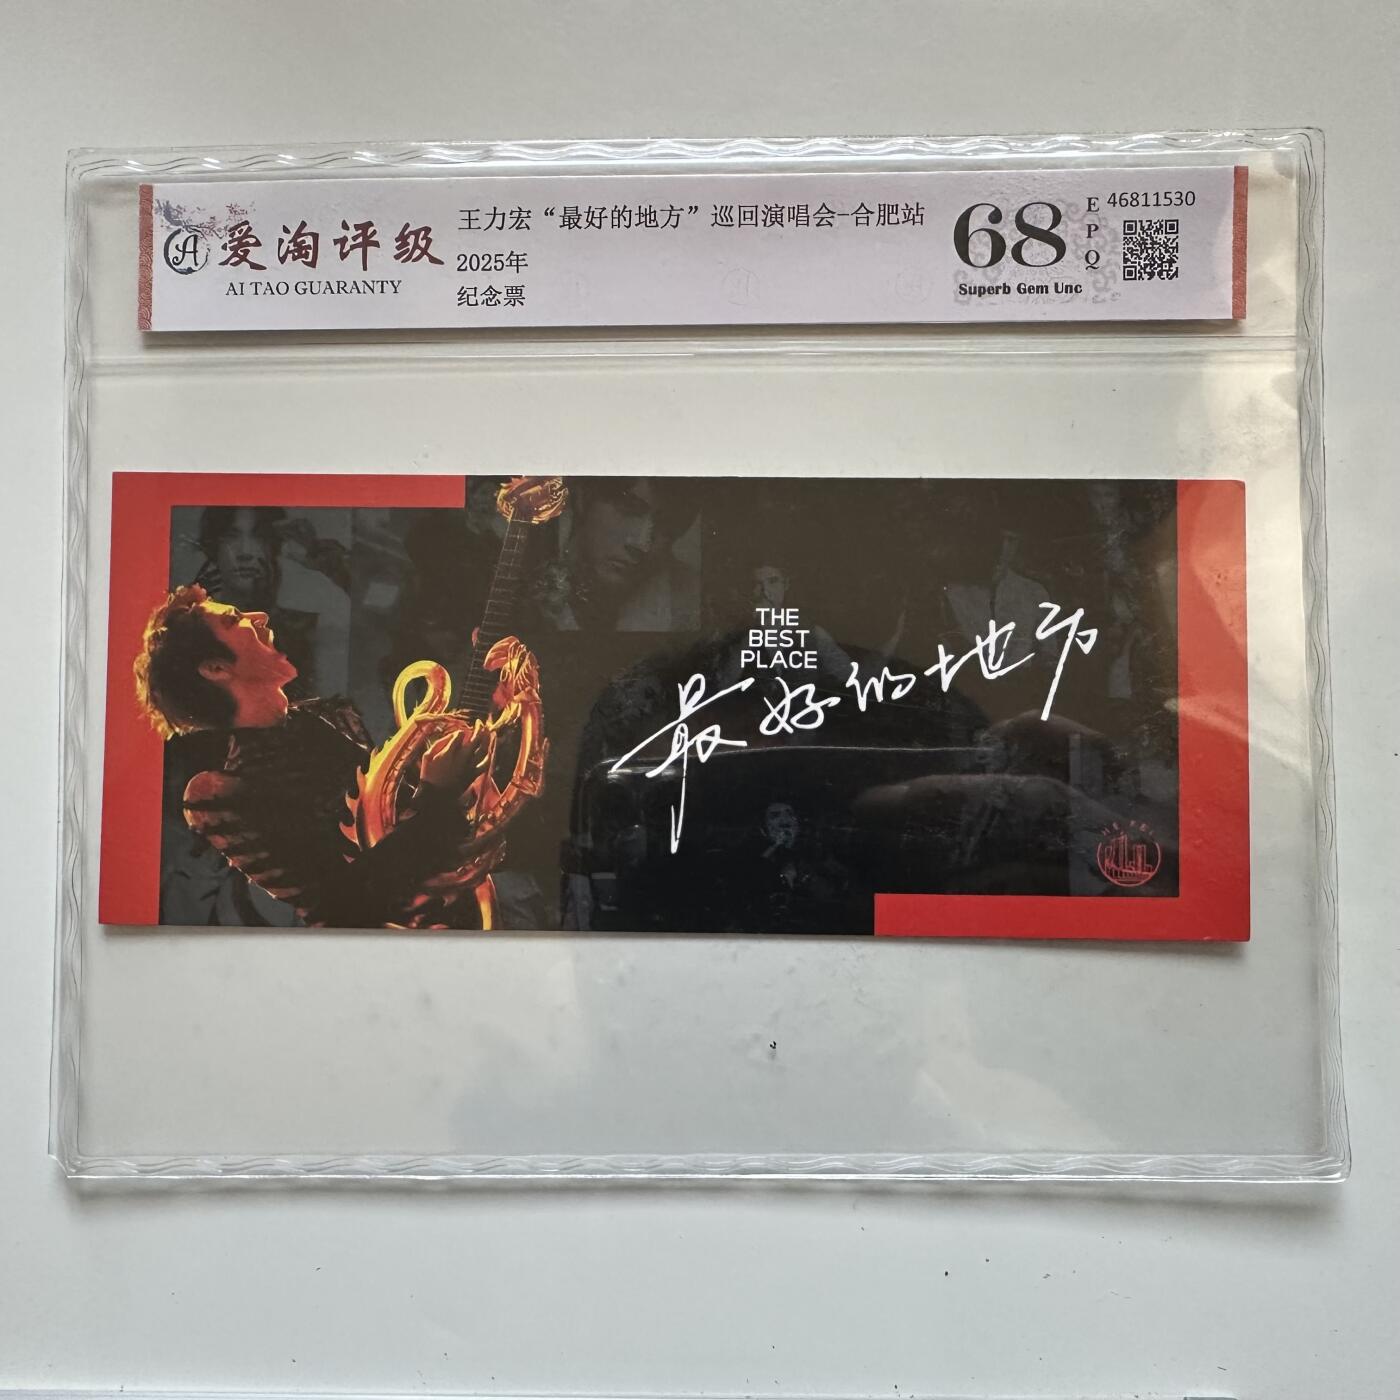 爱淘评级
AI TAO GUARANTY
王力宏“最好的地方”巡回演唱会-合肥站
2025年
纪念票
68
Superb Gem Unc
E
P
Q
46811530
THE
BEST
PLACE
最好的地方
HE FEI